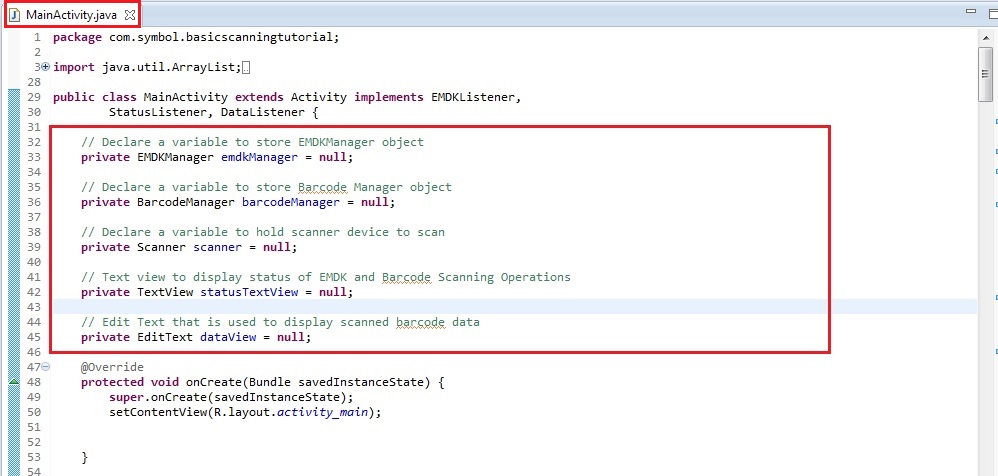 MainActivity.java
1 package com.symbol.basicscanningtutorial;
2
3 import java.util.ArrayList;
28
29 public class MainActivity extends Activity implements EMDKListener,
30         StatusListener, DataListener {
31
32     // Declare a variable to store EMDKManager object
33     private EMDKManager emdkManager = null;
34
35     // Declare a variable to store Barcode Manager object
36     private BarcodeManager barcodeManager = null;
37
38     // Declare a variable to hold scanner device to scan
39     private Scanner scanner = null;
40
41     // Text view to display status of EMDK and Barcode Scanning Operations
42     private TextView statusTextView = null;
43
44     // Edit Text that is used to display scanned barcode data
45     private EditText dataView = null;
46
47     @Override
48     protected void onCreate(Bundle savedInstanceState) {
49         super.onCreate(savedInstanceState);
50         setContentView(R.layout.activity_main);
51
52
53     }
54